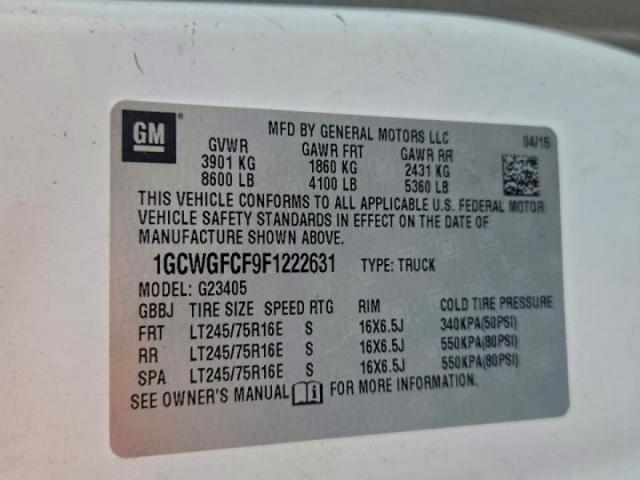 GM
MFD BY GENERAL MOTORS LLC 04/15
GVWR GAWR FRT GAWR RR
3901 KG 1860 KG 2431 KG
8600 LB 4100 LB 5360 LB
THIS VEHICLE CONFORMS TO ALL APPLICABLE U.S. FEDERAL MOTOR
VEHICLE SAFETY STANDARDS IN EFFECT ON THE DATE OF
MANUFACTURE SHOWN ABOVE.
1GCWGFCF9F1222631 TYPE: TRUCK
MODEL: G23405
GBBJ TIRE SIZE SPEED RTG RIM COLD TIRE PRESSURE
FRT LT245/75R16E S 16X6.5J 340KPA(50PSI)
RR LT245/75R16E S 16X6.5J 550KPA(80PSI)
SPA LT245/75R16E S 16X6.5J 550KPA(80PSI)
SEE OWNER'S MANUAL i FOR MORE INFORMATION.